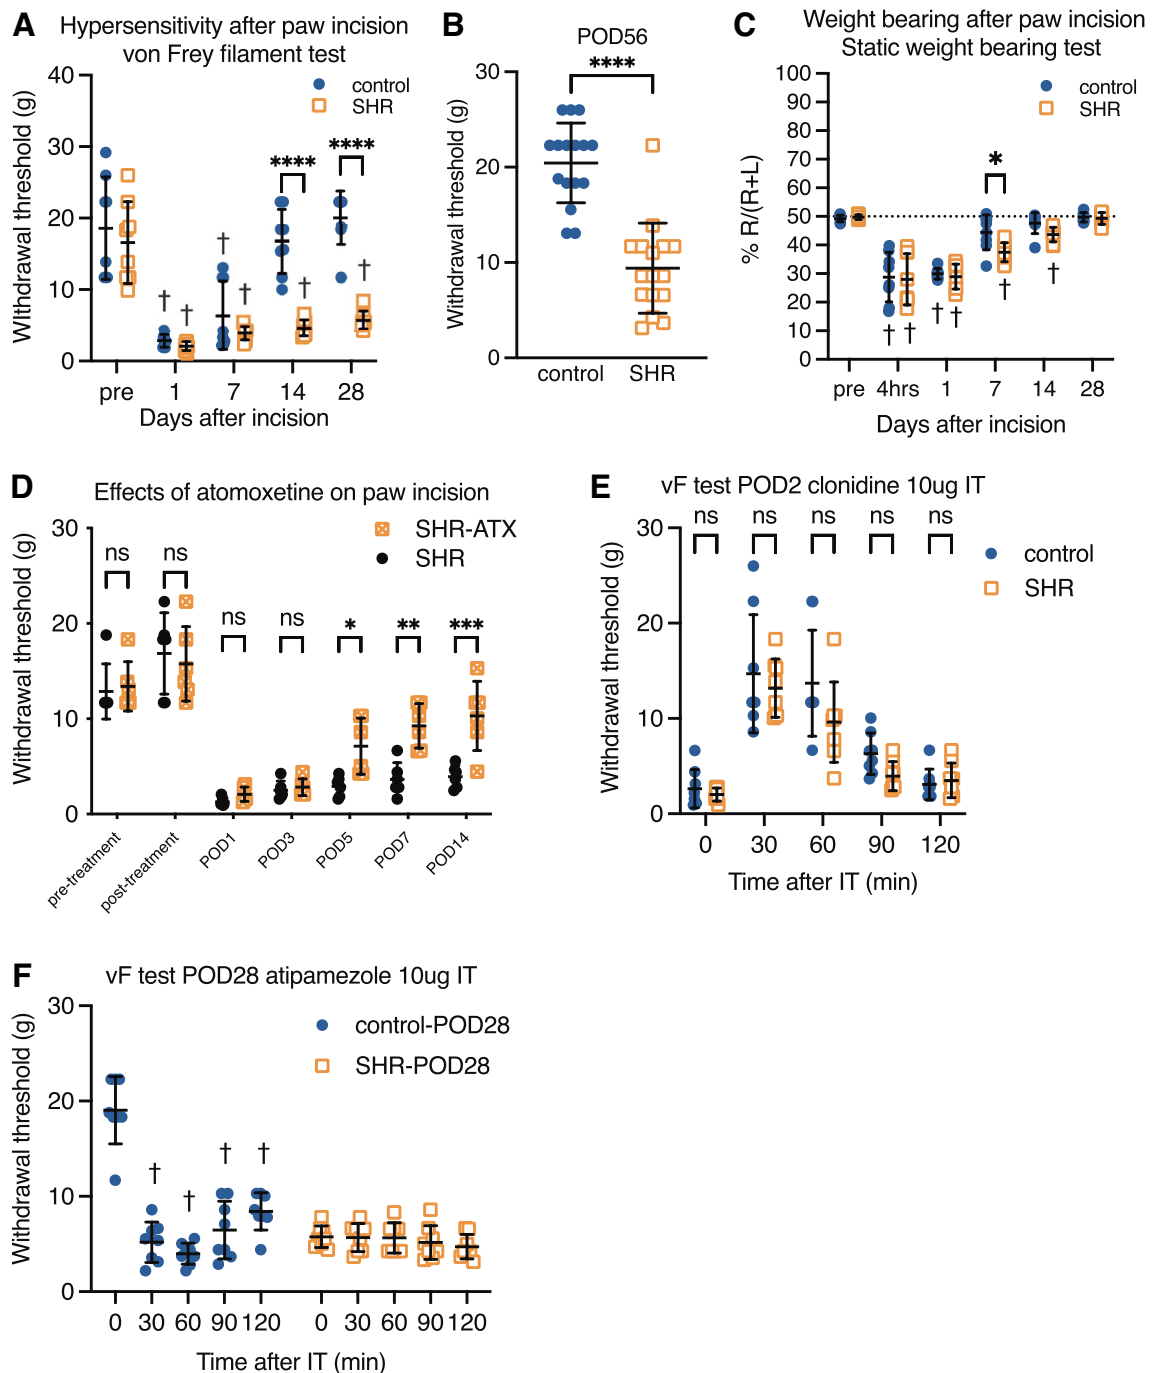 A
Hypersensitivity after paw incision
von Frey filament test
WIthdrawal threshold (g)
40
30
20
10
0
control
SHR
****
****
† † † † † †
pre 1 7 14 28
Days after incision
B
POD56
****
Withdrawal threshold (g)
30
20
10
0
control SHR
C
Weight bearing after paw incision
Static weight bearing test
% R/(R+L)
100
90
80
70
60
50
40
30
20
10
0
control
SHR
*
† † † † † †
pre 4hrs 1 7 14 28
Days after incision
D
Effects of atomoxetine on paw incision
Withdrawal threshold (g)
30
20
10
0
SHR-ATX
SHR
ns ns ns ns * ** ***
pre-treatment post-treatment POD1 POD3 POD5 POD7 POD14
E
vF test POD2 clonidine 10ug IT
ns ns ns ns ns
Withdrawal threshold (g)
30
20
10
0
control
SHR
0 30 60 90 120
Time after IT (min)
F
vF test POD28 atipamezole 10ug IT
Withdrawal threshold (g)
30
20
10
0
control-POD28
SHR-POD28
† † † †
0 30 60 90 120 0 30 60 90 120
Time after IT (min)